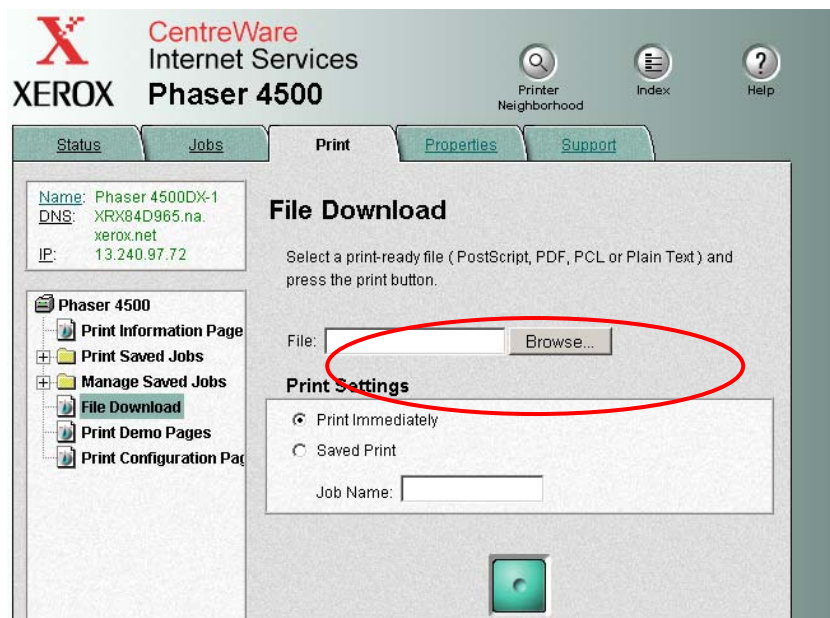 CentreWare
Internet Services
XEROX Phaser 4500
Printer
Neighborhood
Index
Help
Status
Jobs
Print
Properties
Support
Name: Phaser 4500DX-1
DNS: XRX84D965.na.
xerox.net
IP: 13.240.97.72
Phaser 4500
Print Information Page
Print Saved Jobs
Manage Saved Jobs
File Download
Print Demo Pages
Print Configuration Pag
File Download
Select a print-ready file ( PostScript, PDF, PCL or Plain Text ) and
press the print button.
File:
Browse...
Print Settings
Print Immediately
Saved Print
Job Name: